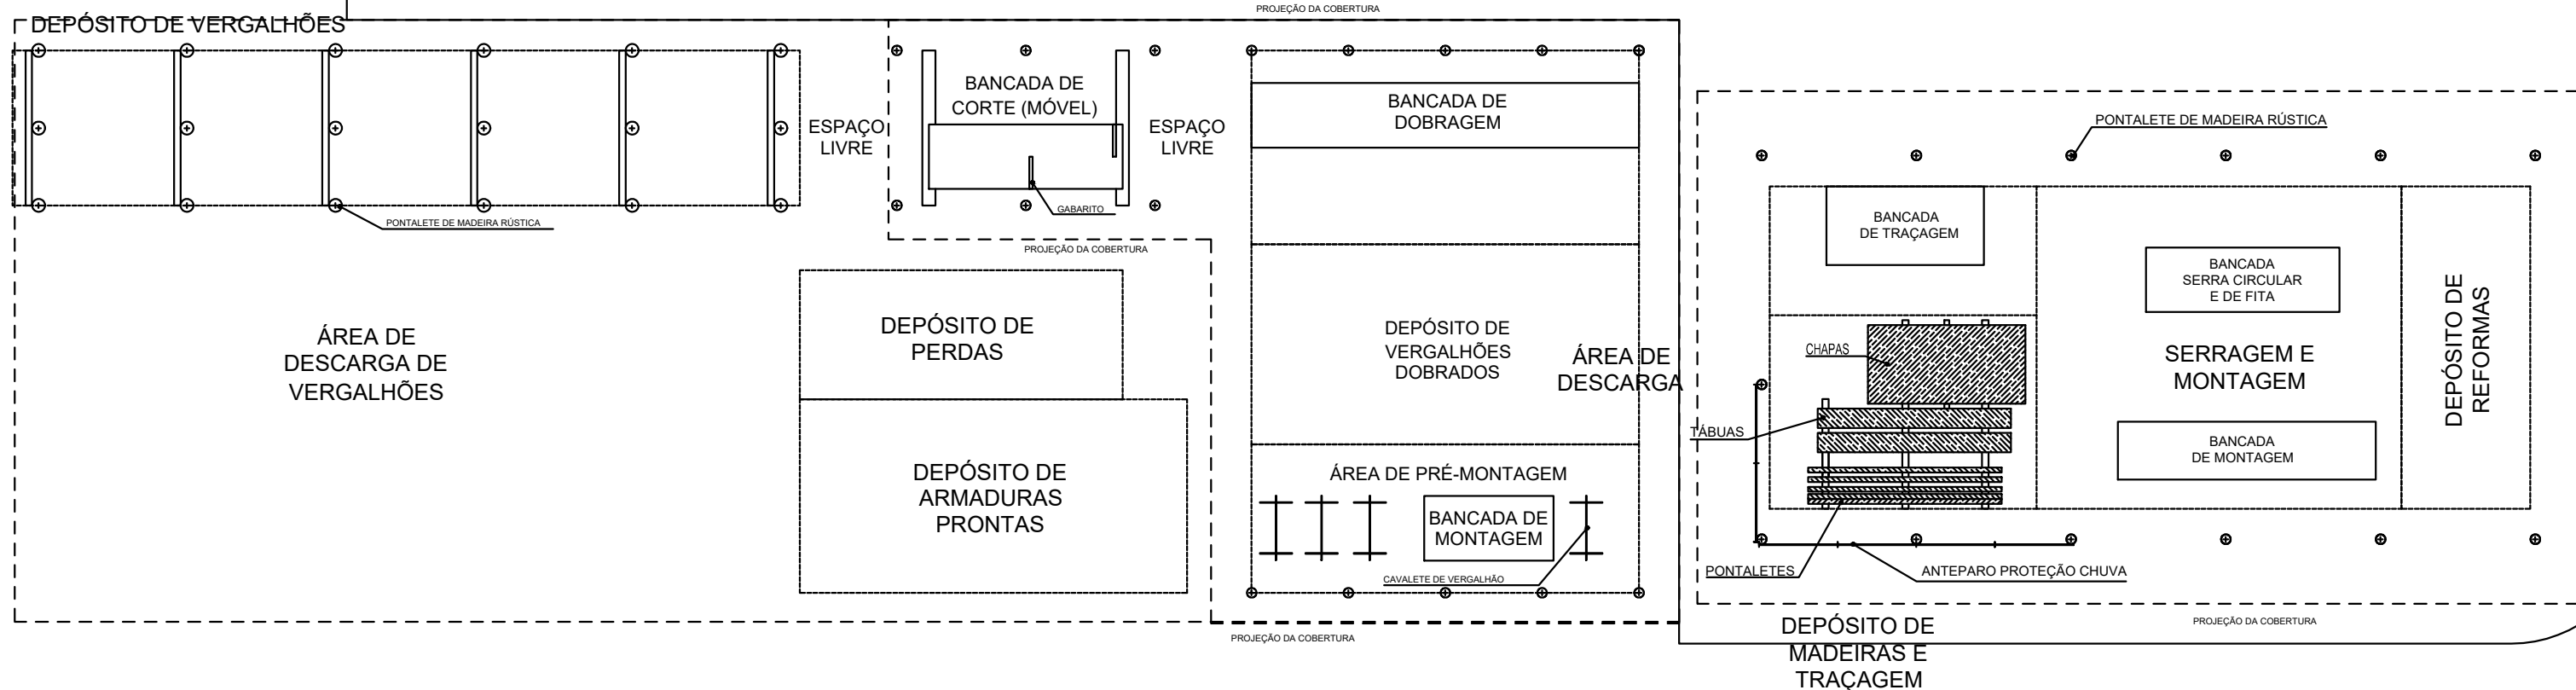 PROJEÇÃO DA COBERTURA
DEPÓSITO DE VERGALHÕES
BANCADA DE
CORTE (MÓVEL)
ESPAÇO
LIVRE
ESPAÇO
LIVRE
GABARITO
PONTALETE DE MADEIRA RÚSTICA
PROJEÇÃO DA COBERTURA
BANCADA DE
DOBRAGEM
ÁREA DE
DESCARGA DE
VERGALHÕES
DEPÓSITO DE
PERDAS
DEPÓSITO DE
ARMADURAS
PRONTAS
DEPÓSITO DE
VERGALHÕES
DOBRADOS
ÁREA DE
DESCARGA
ÁREA DE PRÉ-MONTAGEM
BANCADA DE
MONTAGEM
CAVALETE DE VERGALHÃO
PROJEÇÃO DA COBERTURA
PONTALETE DE MADEIRA RÚSTICA
BANCADA
DE TRAÇAGEM
BANCADA
SERRA CIRCULAR
E DE FITA
CHAPAS
SERRAGEM E
MONTAGEM
DEPÓSITO DE
REFORMAS
TÁBUAS
BANCADA
DE MONTAGEM
PONTALETES
ANTEPARO PROTEÇÃO CHUVA
PROJEÇÃO DA COBERTURA
DEPÓSITO DE
MADEIRAS E
TRAÇAGEM